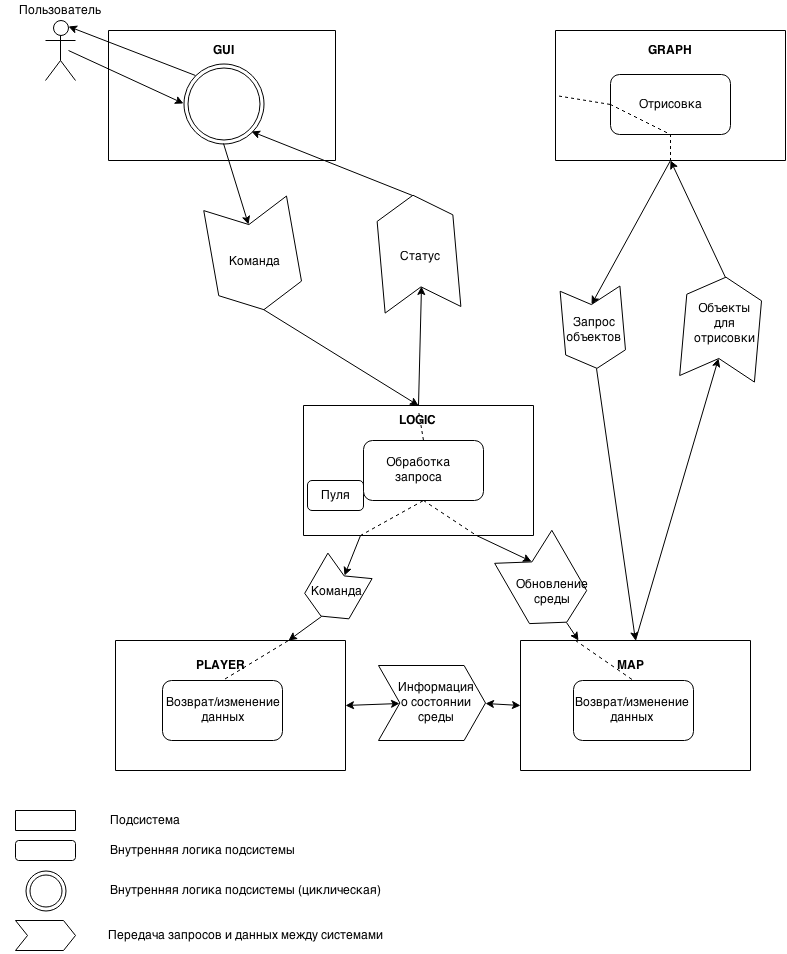 Пользователь
GUI
GRAPH
Отрисовка
Команда
Статус
Запрос
объектов
Объекты
для
отрисовки
LOGIC
Обработка
запроса
Пуля
Команда
Обновление
среды
PLAYER
Возврат/изменение
данных
Информация
о состоянии
среды
MAP
Возврат/изменение
данных
Подсистема
Внутренняя логика подсистемы
Внутренняя логика подсистемы (циклическая)
Передача запросов и данных между системами